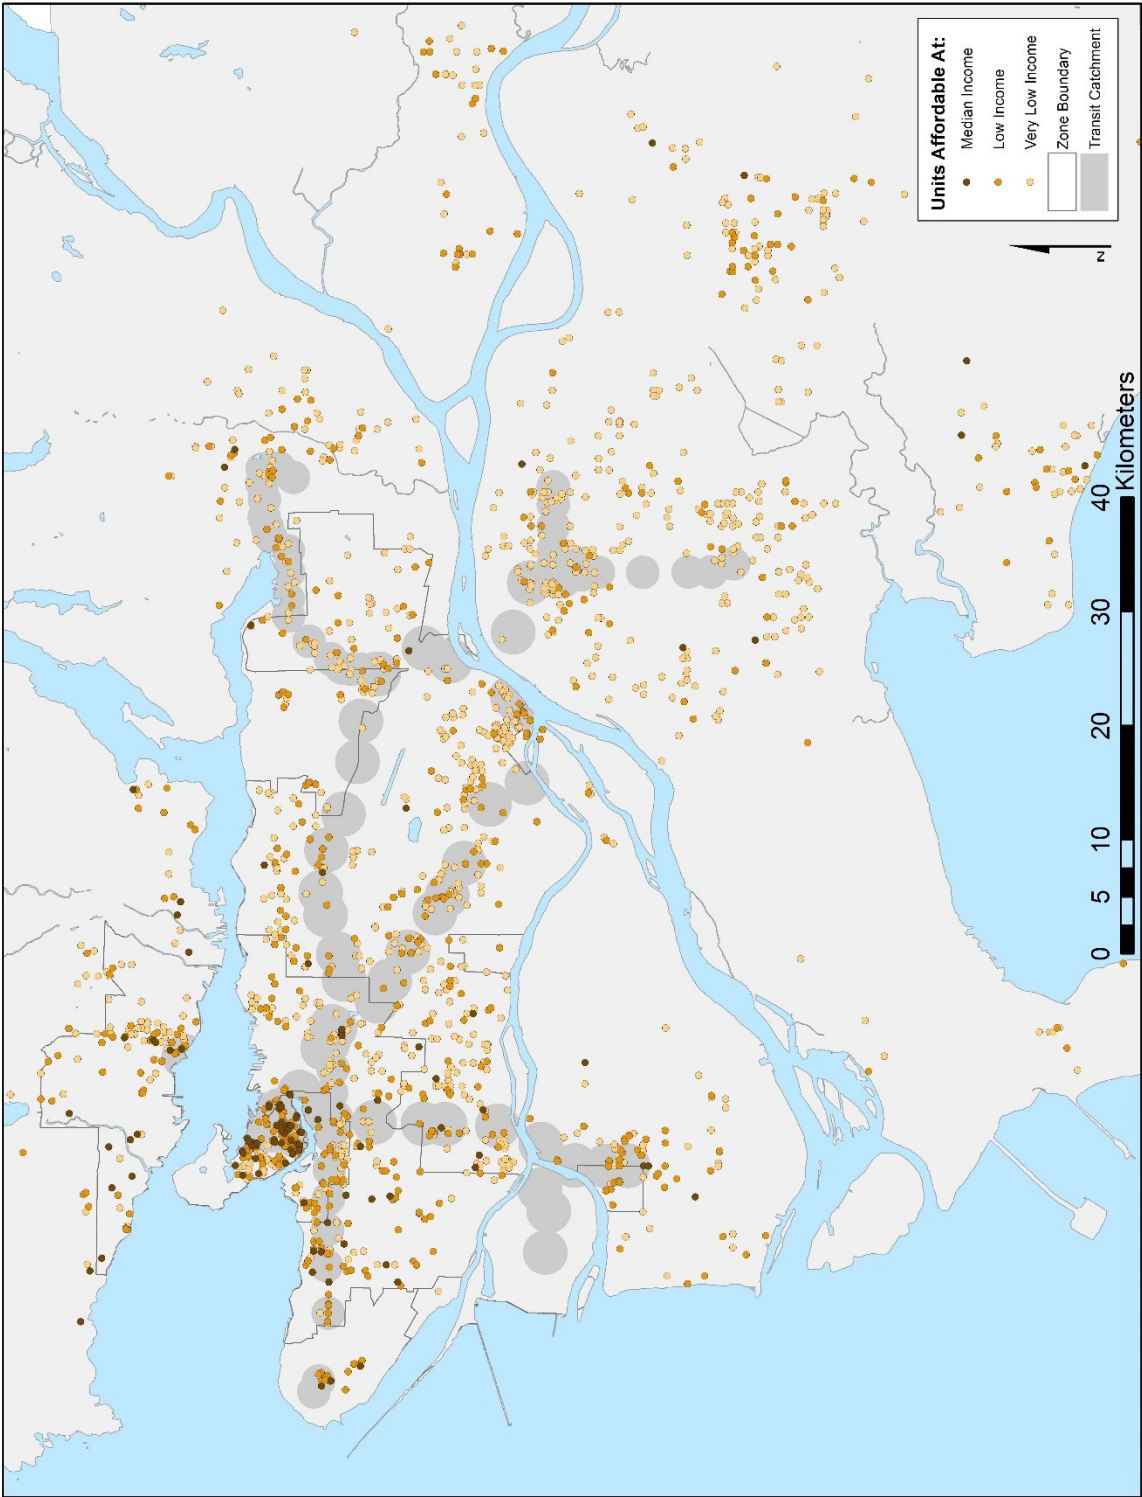 Units Affordable At:
Median Income
Low Income
Very Low Income
Zone Boundary
Transit Catchment
N
0 5 10 20 30 40
Kilometers